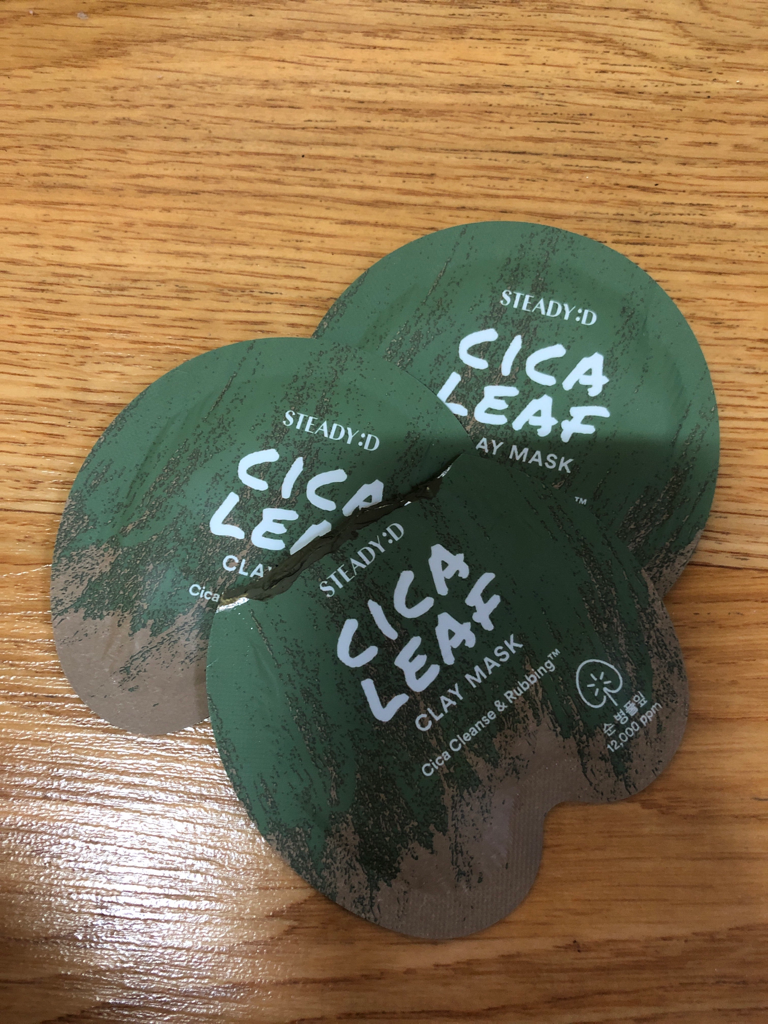 STEADY:D
CICA
LEAF
AY MASK
™
STEADY:D
CICA
LEA
CLA
Cica
STEADY:D
CICA
LEAF
CLAY MASK
Cica Cleanse & Rubbing™
순 병풀잎
12,000 ppm